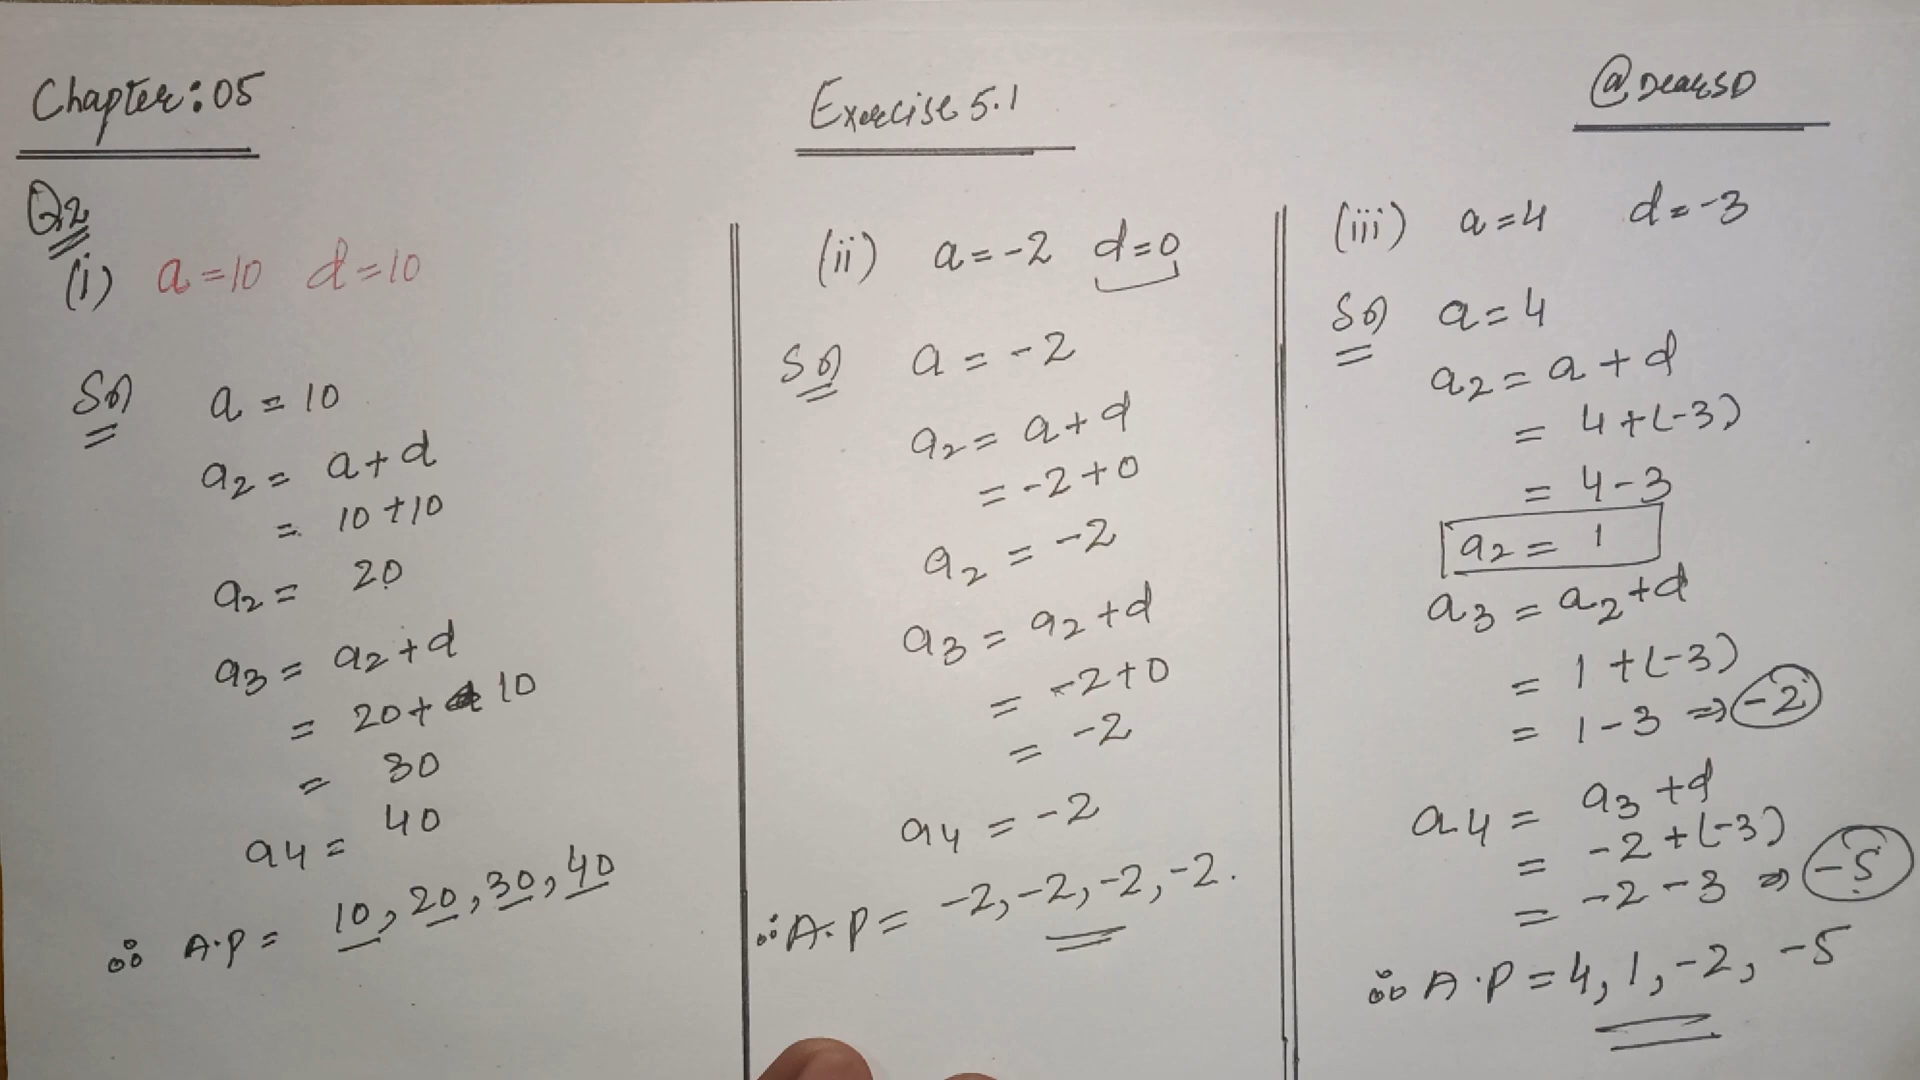 Chapter:05
Exercise 5.1
@DearSD
Q2
(i) a=10 d=10
Sol a = 10
a2 = a+d
= 10+10
a2 = 20
a3 = a2+d
= 20+ 10
= 30
a4 = 40
∴ A.P = 10, 20, 30, 40
(ii) a=-2 d=0
Sol a = -2
a2 = a+d
= -2+0
a2 = -2
a3 = a2+d
= -2+0
= -2
a4 = -2
∴ A.P = -2, -2, -2, -2.
(iii) a=4 d=-3
Sol a=4
a2 = a+d
= 4+(-3)
= 4-3
a2 = 1
a3 = a2+d
= 1+(-3)
= 1-3 ⇒ -2
a4 = a3+d
= -2+(-3)
= -2-3 ⇒ -5
∴ A.P = 4, 1, -2, -5